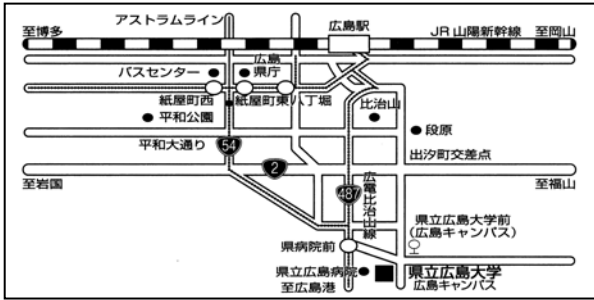 アストラムライン
広島駅
至博多
JR山陽新幹線
至岡山
バスセンター
広島
県庁
紙屋町西
紙屋町東
八丁堀
比治山
平和公園
段原
平和大通り
54
出汐町交差点
2
至岩国
487
広電比治山線
至福山
県立広島大学前
(広島キャンパス)
県病院前
県立広島病院
県立広島大学
至広島港
広島キャンパス